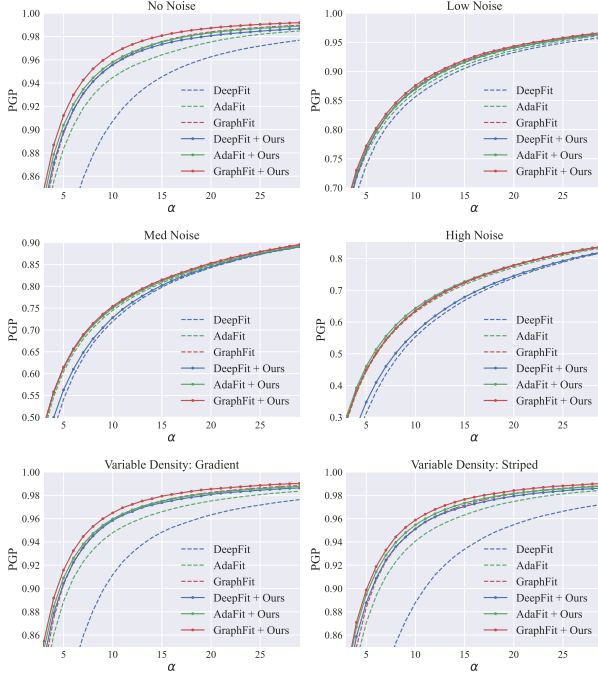 No Noise
PGP
1.00
0.98
0.96
0.94
0.92
0.90
0.88
0.86
5 10 15 20 25
α
DeepFit
AdaFit
GraphFit
DeepFit + Ours
AdaFit + Ours
GraphFit + Ours
Low Noise
PGP
1.00
0.95
0.90
0.85
0.80
0.75
0.70
5 10 15 20 25
α
DeepFit
AdaFit
GraphFit
DeepFit + Ours
AdaFit + Ours
GraphFit + Ours
Med Noise
PGP
0.90
0.85
0.80
0.75
0.70
0.65
0.60
0.55
0.50
5 10 15 20 25
α
DeepFit
AdaFit
GraphFit
DeepFit + Ours
AdaFit + Ours
GraphFit + Ours
High Noise
PGP
0.8
0.7
0.6
0.5
0.4
0.3
5 10 15 20 25
α
DeepFit
AdaFit
GraphFit
DeepFit + Ours
AdaFit + Ours
GraphFit + Ours
Variable Density: Gradient
PGP
1.00
0.98
0.96
0.94
0.92
0.90
0.88
0.86
5 10 15 20 25
α
DeepFit
AdaFit
GraphFit
DeepFit + Ours
AdaFit + Ours
GraphFit + Ours
Variable Density: Striped
PGP
1.00
0.98
0.96
0.94
0.92
0.90
0.88
0.86
5 10 15 20 25
α
DeepFit
AdaFit
GraphFit
DeepFit + Ours
AdaFit + Ours
GraphFit + Ours